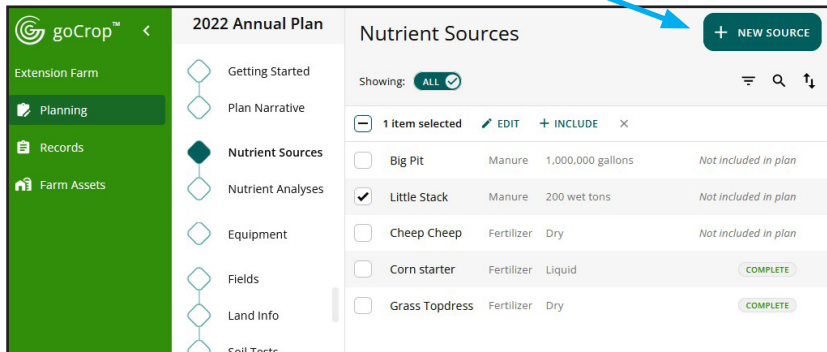 goCrop™
Extension Farm
Planning
Records
Farm Assets
2022 Annual Plan
Getting Started
Plan Narrative
Nutrient Sources
Nutrient Analyses
Equipment
Fields
Land Info
Soil Tests
Nutrient Sources
+ NEW SOURCE
Showing: ALL
1 item selected EDIT + INCLUDE ×
Big Pit Manure 1,000,000 gallons Not included in plan
Little Stack Manure 200 wet tons Not included in plan
Cheep Cheep Fertilizer Dry Not included in plan
Corn starter Fertilizer Liquid COMPLETE
Grass Topdress Fertilizer Dry COMPLETE